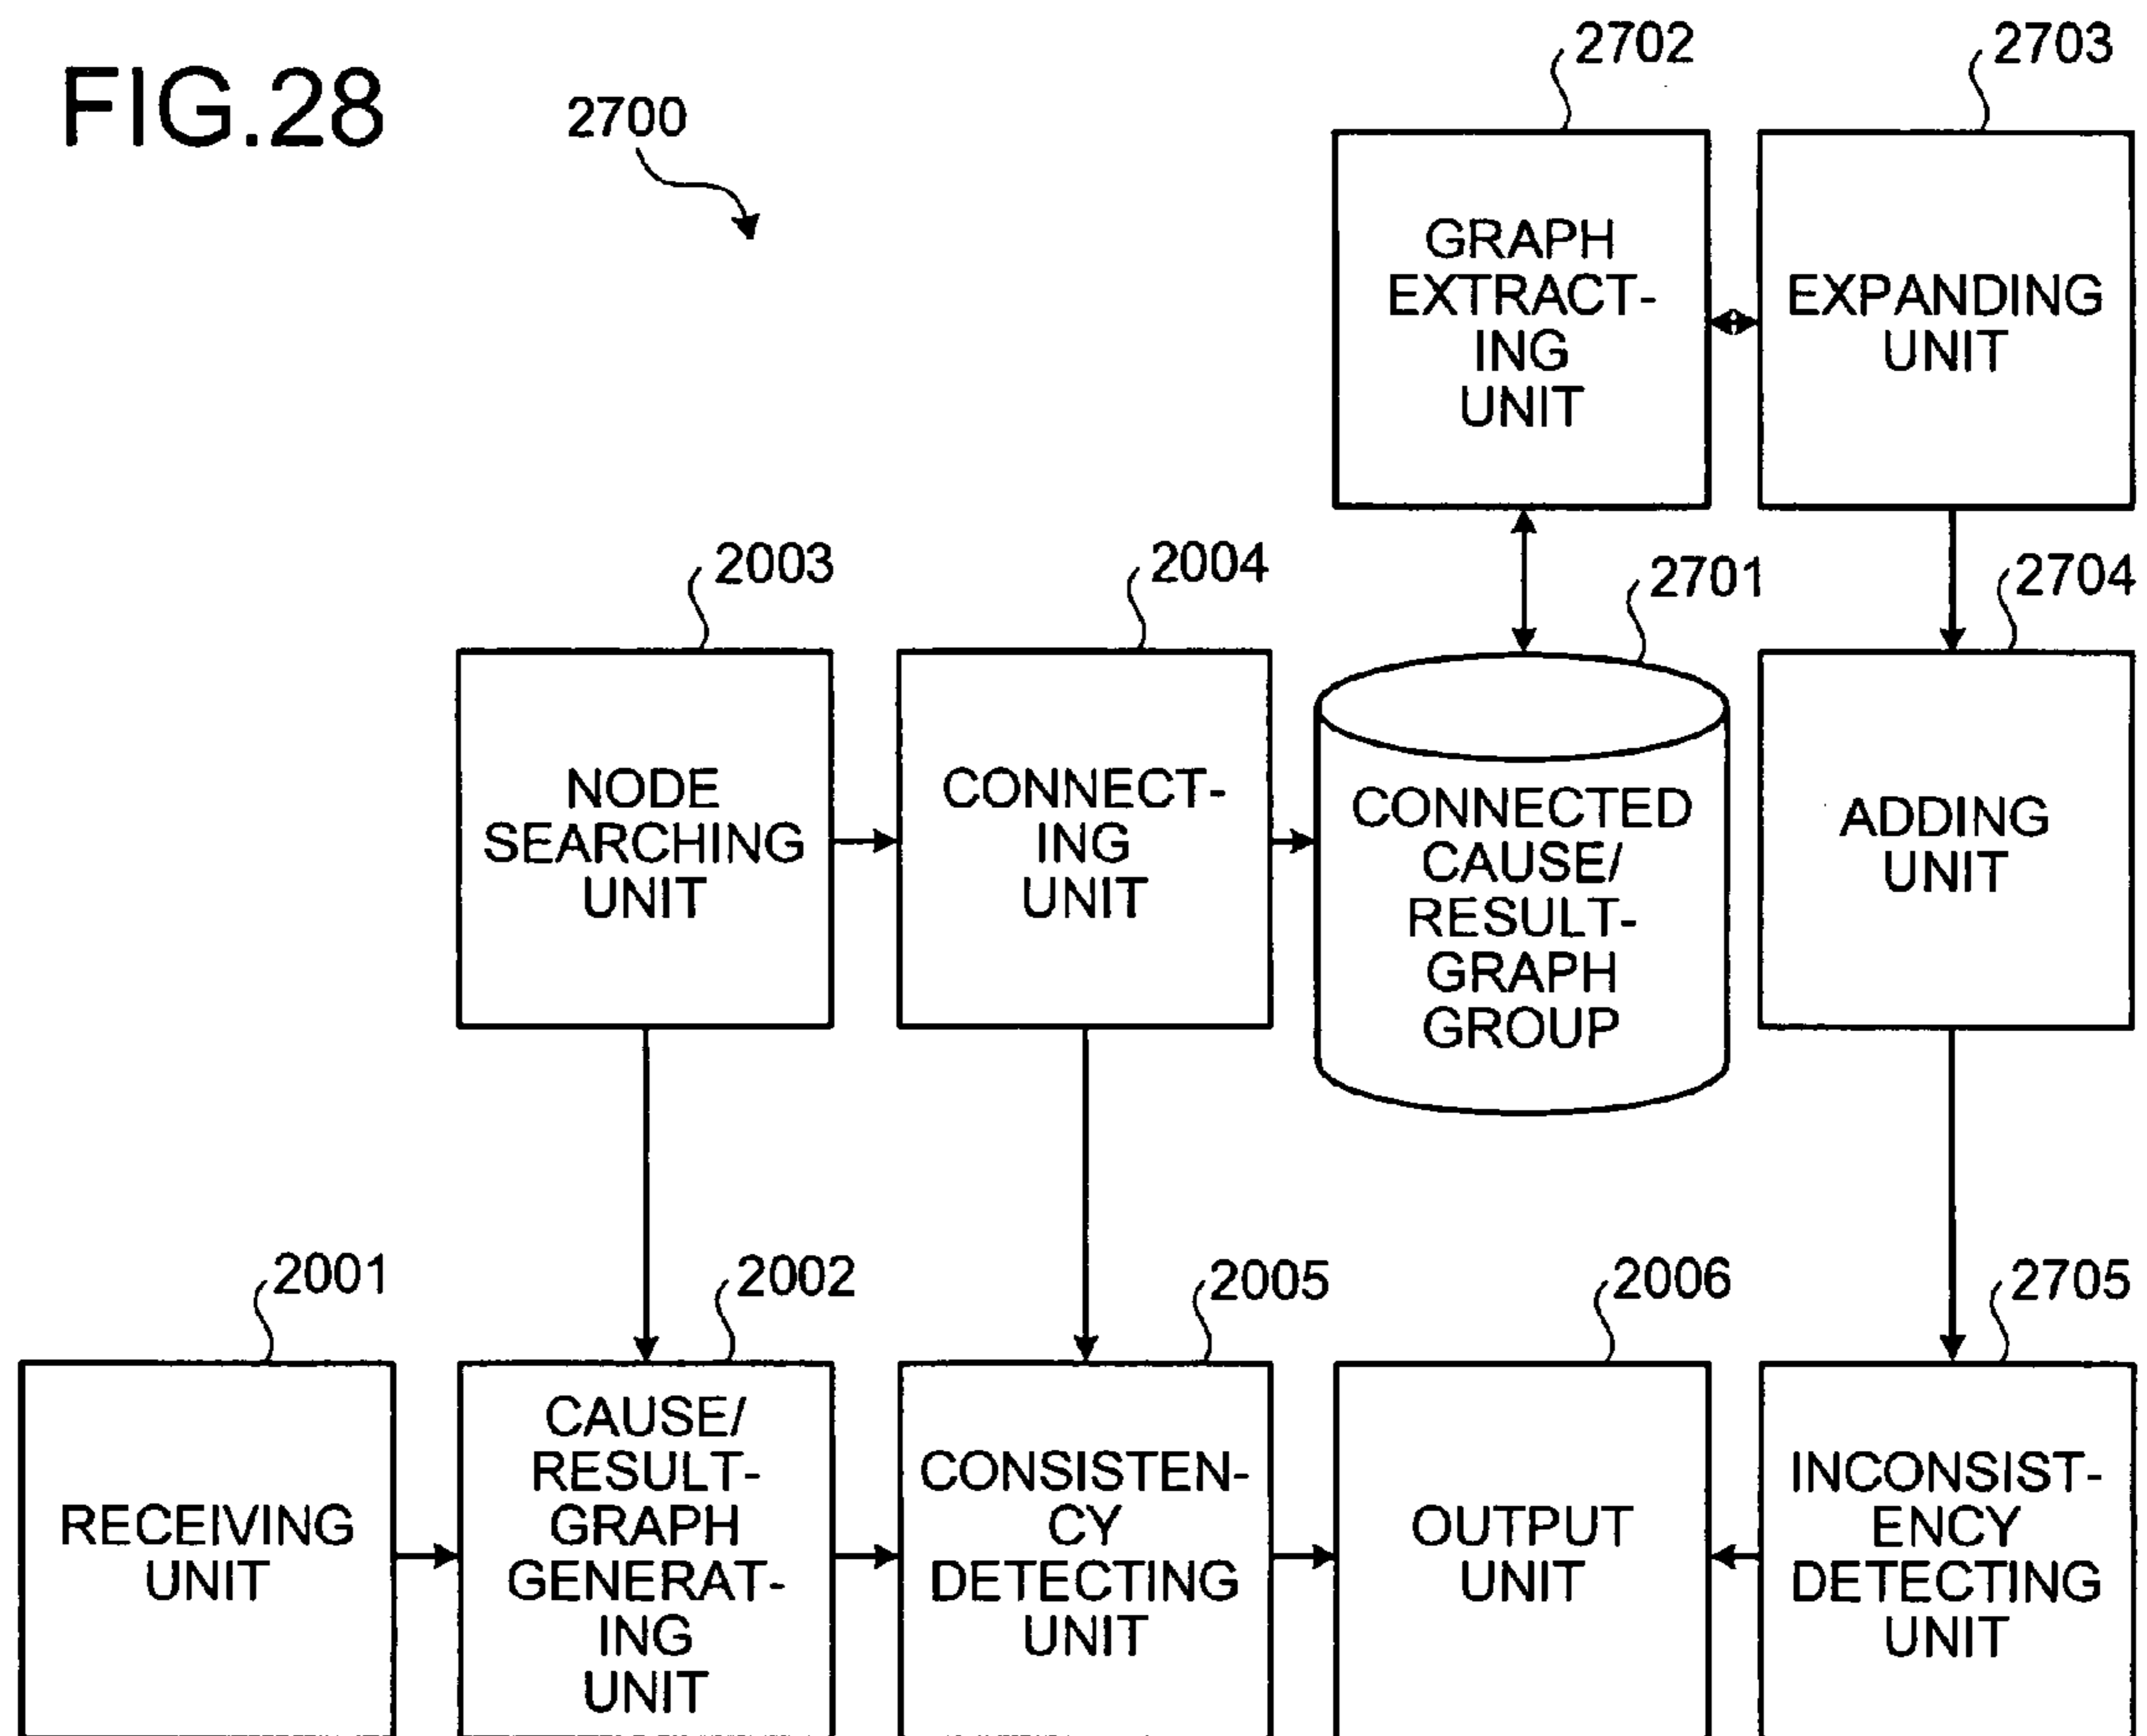 FIG.28
2700
2702
2703
GRAPH
EXTRACT-
ING
UNIT
EXPANDING
UNIT
2003
2004
2701
2704
NODE
SEARCHING
UNIT
CONNECT-
ING
UNIT
CONNECTED
CAUSE/
RESULT-
GRAPH
GROUP
ADDING
UNIT
2001
2002
2005
2006
2705
RECEIVING
UNIT
CAUSE/
RESULT-
GRAPH
GENERAT-
ING
UNIT
CONSISTEN-
CY
DETECTING
UNIT
OUTPUT
UNIT
INCONSIST-
ENCY
DETECTING
UNIT